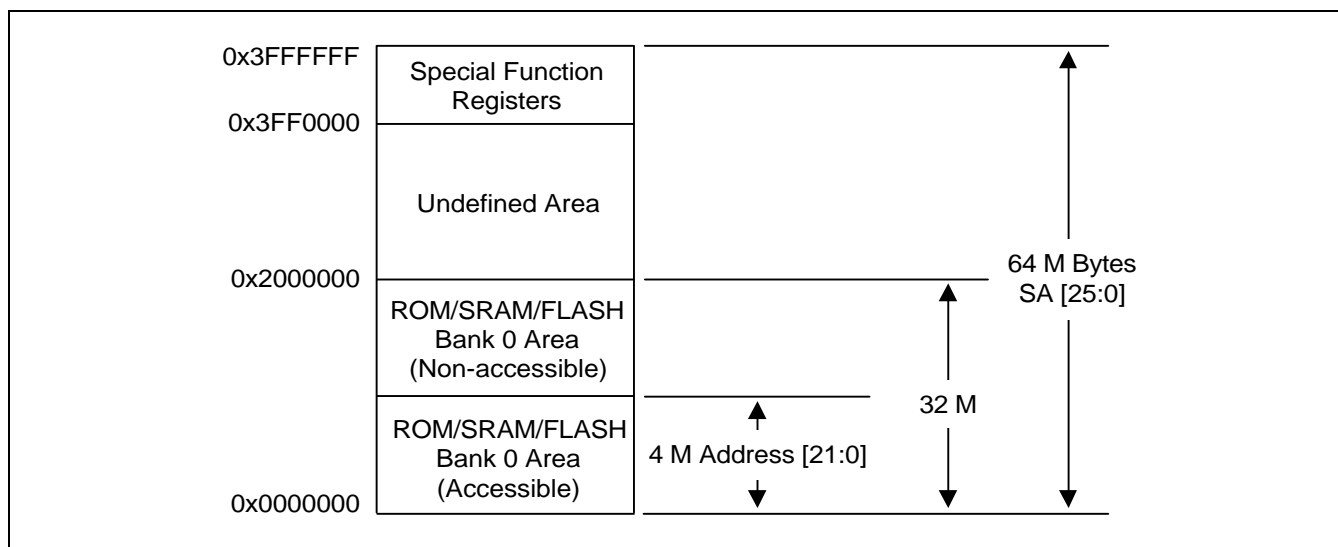 0x3FFFFFF
Special Function
Registers
0x3FF0000
Undefined Area
0x2000000
64 M Bytes
SA [25:0]
ROM/SRAM/FLASH
Bank 0 Area
(Non-accessible)
32 M
ROM/SRAM/FLASH
Bank 0 Area
(Accessible)
4 M Address [21:0]
0x0000000